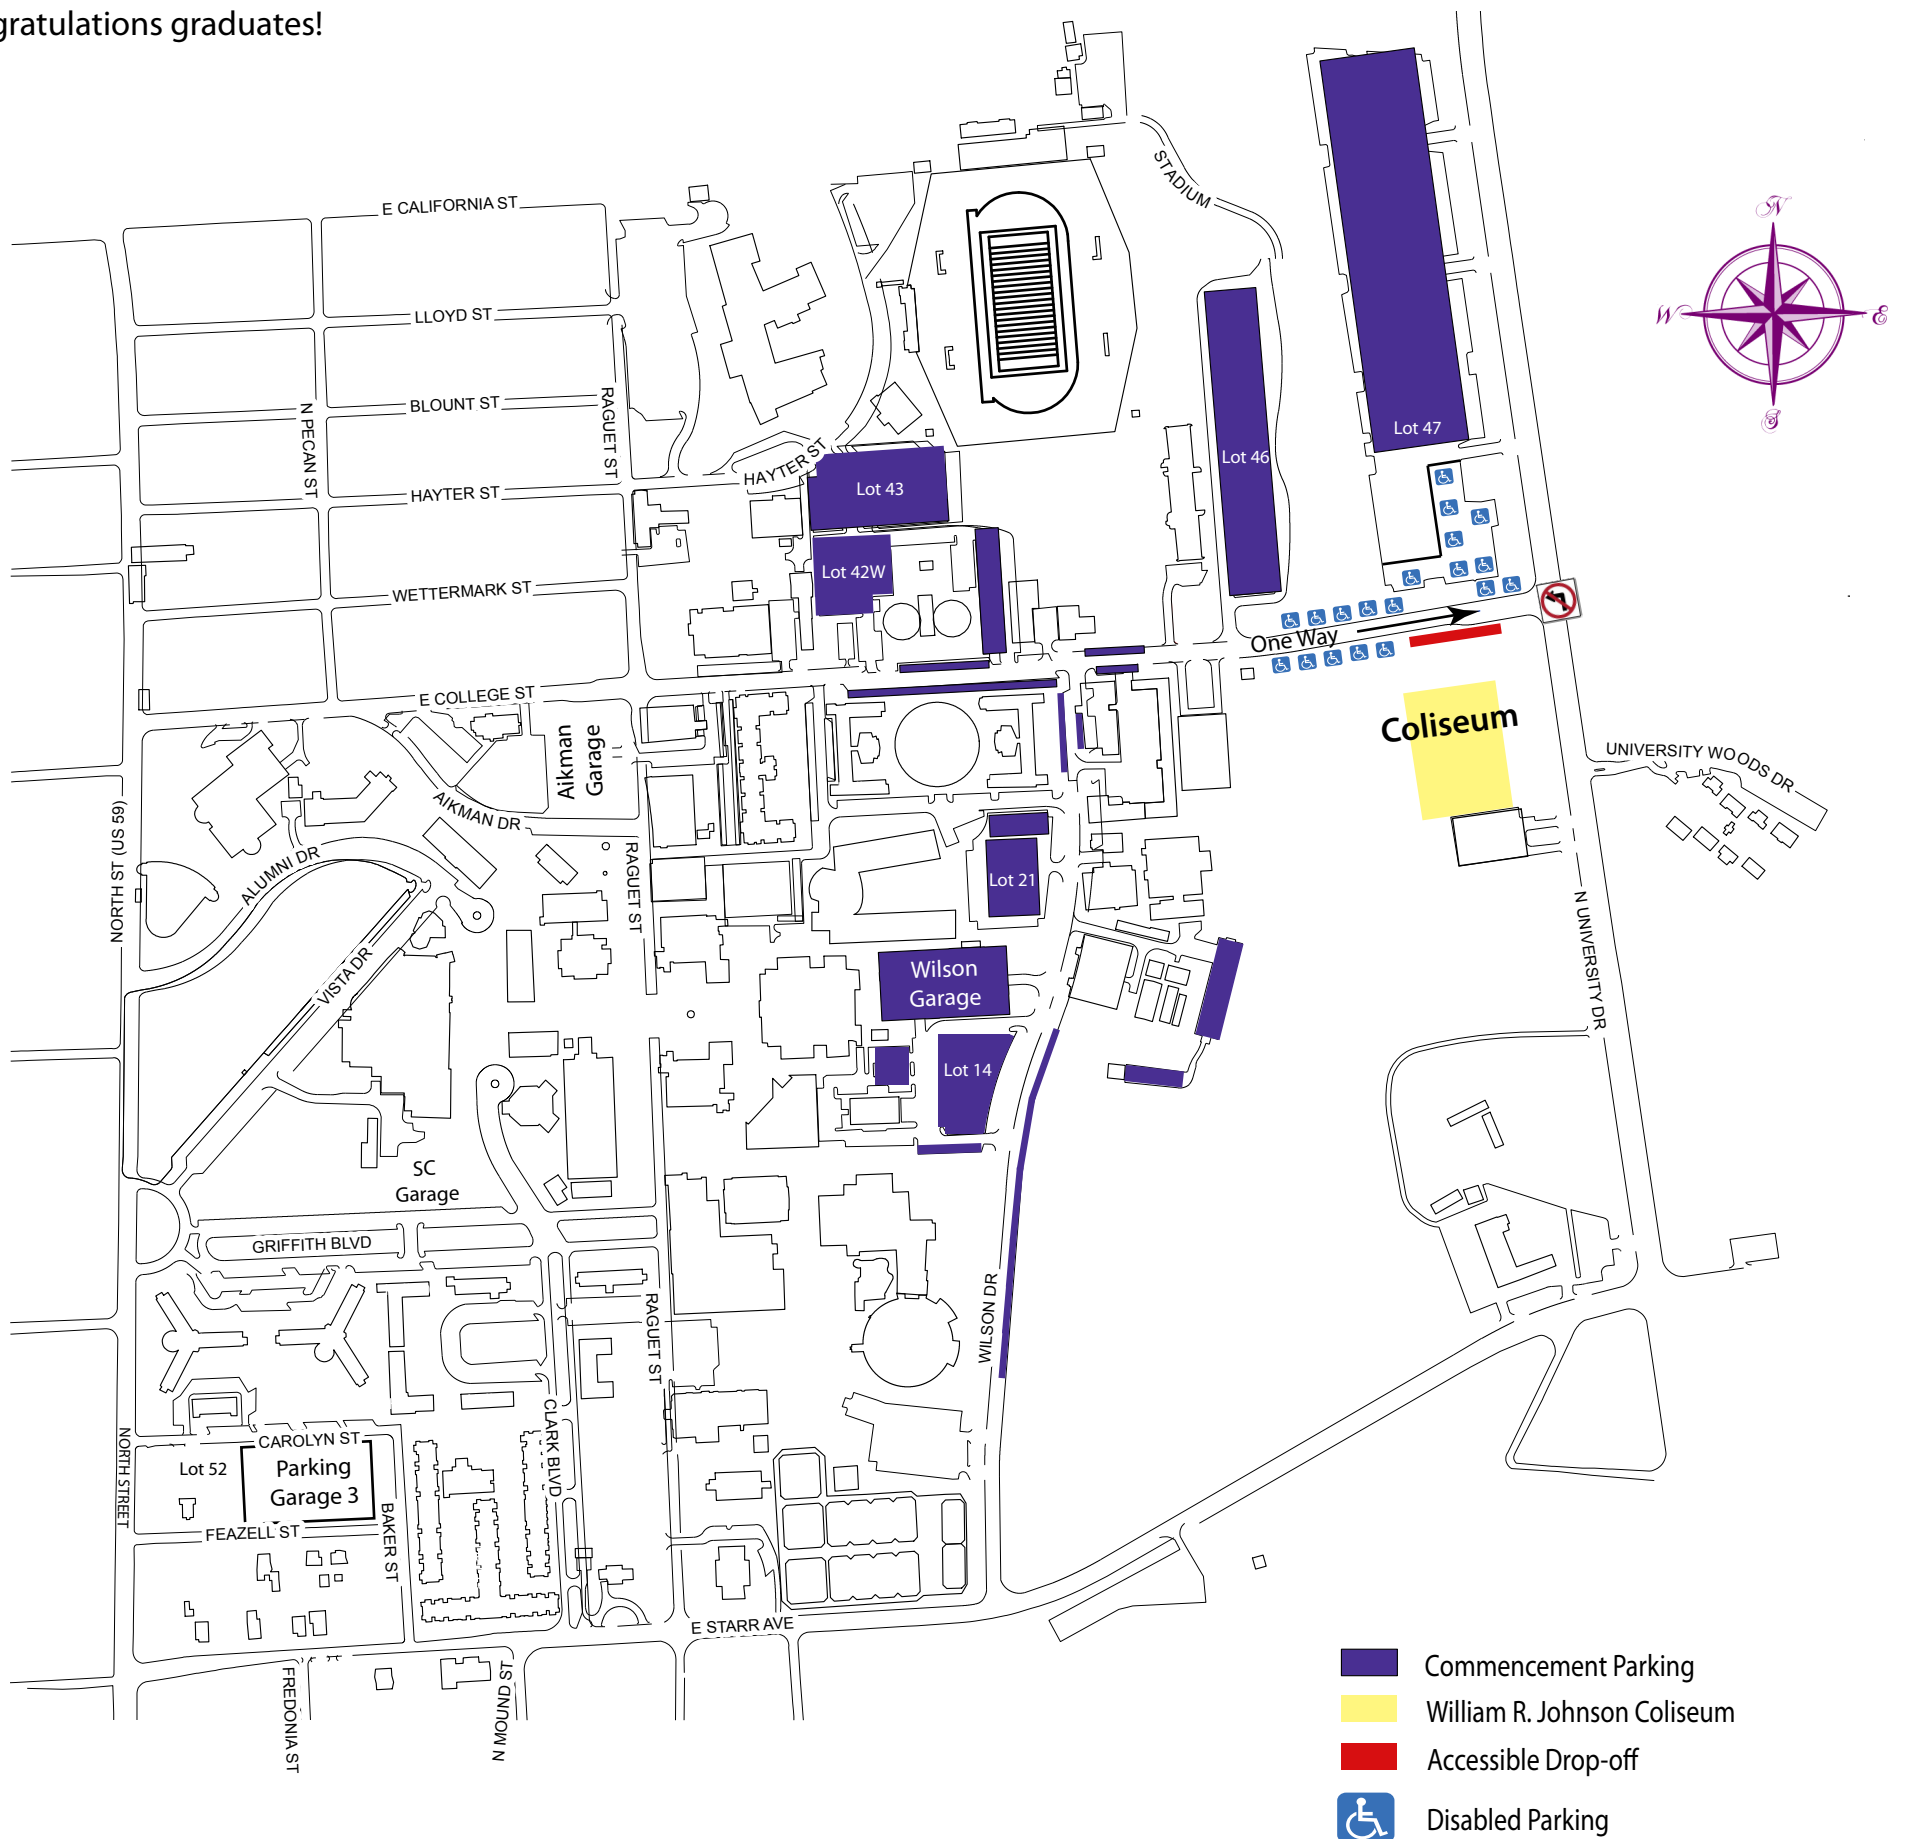 gratulations graduates!
STADIUM
N
W
E
S
E CALIFORNIA ST
LLOYD ST
BLOUNT ST
N PECAN ST
RAGUET ST
HAYTER ST
HAYTER ST
Lot 43
Lot 46
Lot 47
WETTERMARK ST
Lot 42W
One Way
E COLLEGE ST
Aikman
Garage
Coliseum
UNIVERSITY WOODS DR
NORTH ST (US 59)
AIKMAN DR
ALUMNI DR
RAGUET ST
Lot 21
N UNIVERSITY DR
VISTA DR
Wilson
Garage
Lot 14
SC
Garage
GRIFFITH BLVD
RAGUET ST
WILSON DR
CLARK BLVD
NORTH STREET
CAROLYN ST
Lot 52
Parking
Garage 3
FEAZELL ST
BAKER ST
E STARR AVE
FREDONIA ST
N MOUND ST
Commencement Parking
William R. Johnson Coliseum
Accessible Drop-off
Disabled Parking